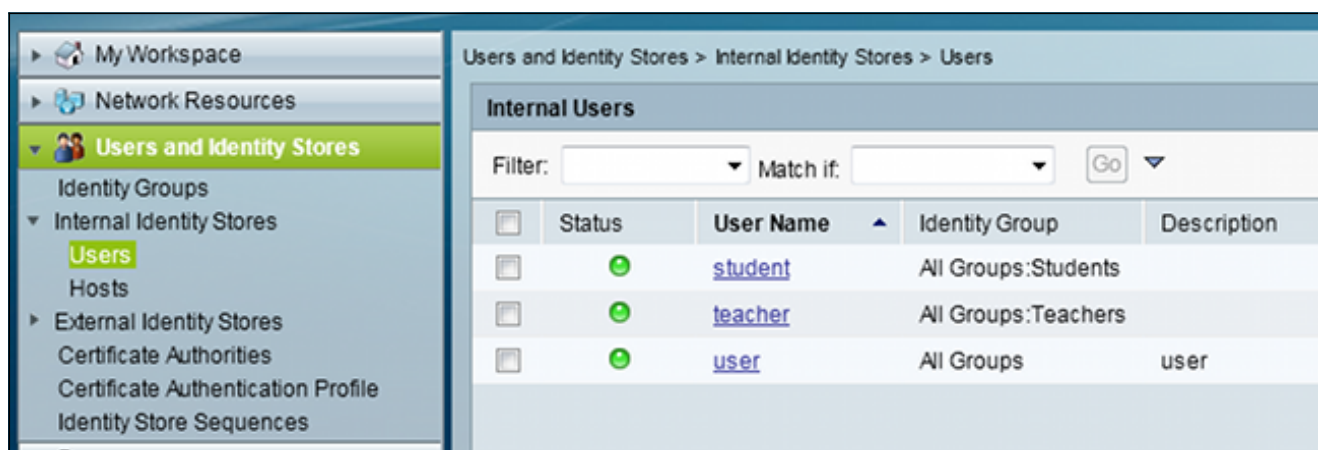 My Workspace
Network Resources
Users and Identity Stores
Identity Groups
Internal Identity Stores
Users
Hosts
External Identity Stores
Certificate Authorities
Certificate Authentication Profile
Identity Store Sequences
Users and Identity Stores > Internal Identity Stores > Users
Internal Users
Filter: Match if: Go
Status User Name Identity Group Description
student All Groups:Students
teacher All Groups:Teachers
user All Groups user